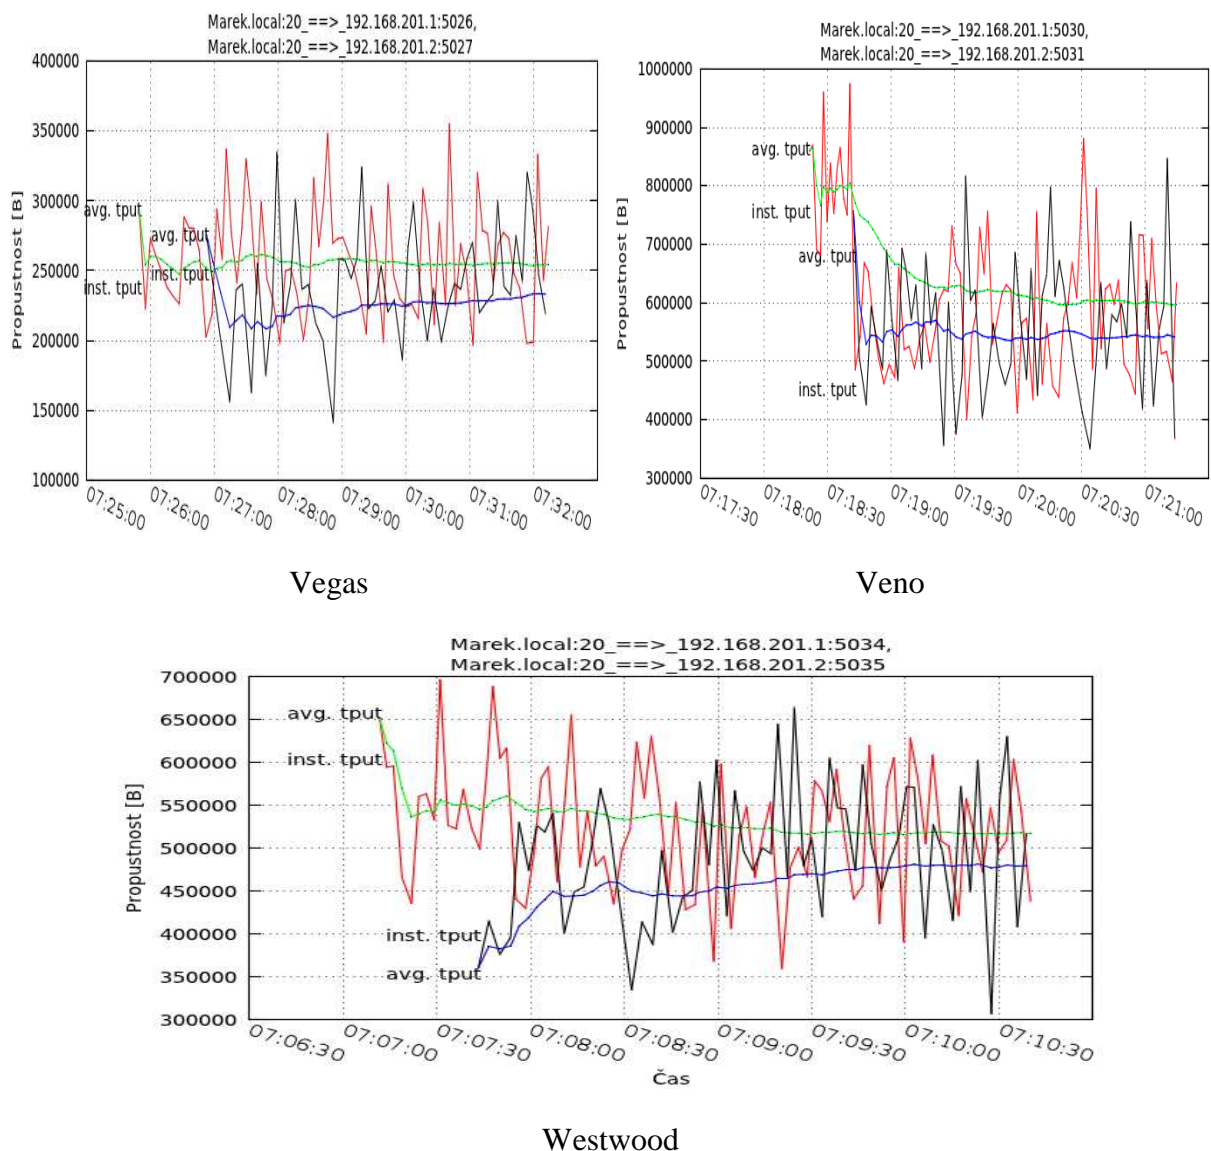 Marek.local:20_==>_192.168.201.1:5026,
Marek.local:20_==>_192.168.201.2:5027
400000
350000
300000
250000
200000
150000
100000
Propustnost [B]
avg. tput
avg. tput
inst. tput
inst. tput
07:25:00
07:26:00
07:27:00
07:28:00
07:29:00
07:30:00
07:31:00
07:32:00
Vegas
Marek.local:20_==>_192.168.201.1:5030,
Marek.local:20_==>_192.168.201.2:5031
1000000
900000
800000
700000
600000
500000
400000
300000
Propustnost [B]
avg. tput
inst. tput
avg. tput
inst. tput
07:17:30
07:18:00
07:18:30
07:19:00
07:19:30
07:20:00
07:20:30
07:21:00
Veno
Marek.local:20_==>_192.168.201.1:5034,
Marek.local:20_==>_192.168.201.2:5035
700000
650000
600000
550000
500000
450000
400000
350000
300000
Propustnost [B]
avg. tput
inst. tput
inst. tput
avg. tput
07:06:30
07:07:00
07:07:30
07:08:00
07:08:30
07:09:00
07:09:30
07:10:00
07:10:30
Čas
Westwood